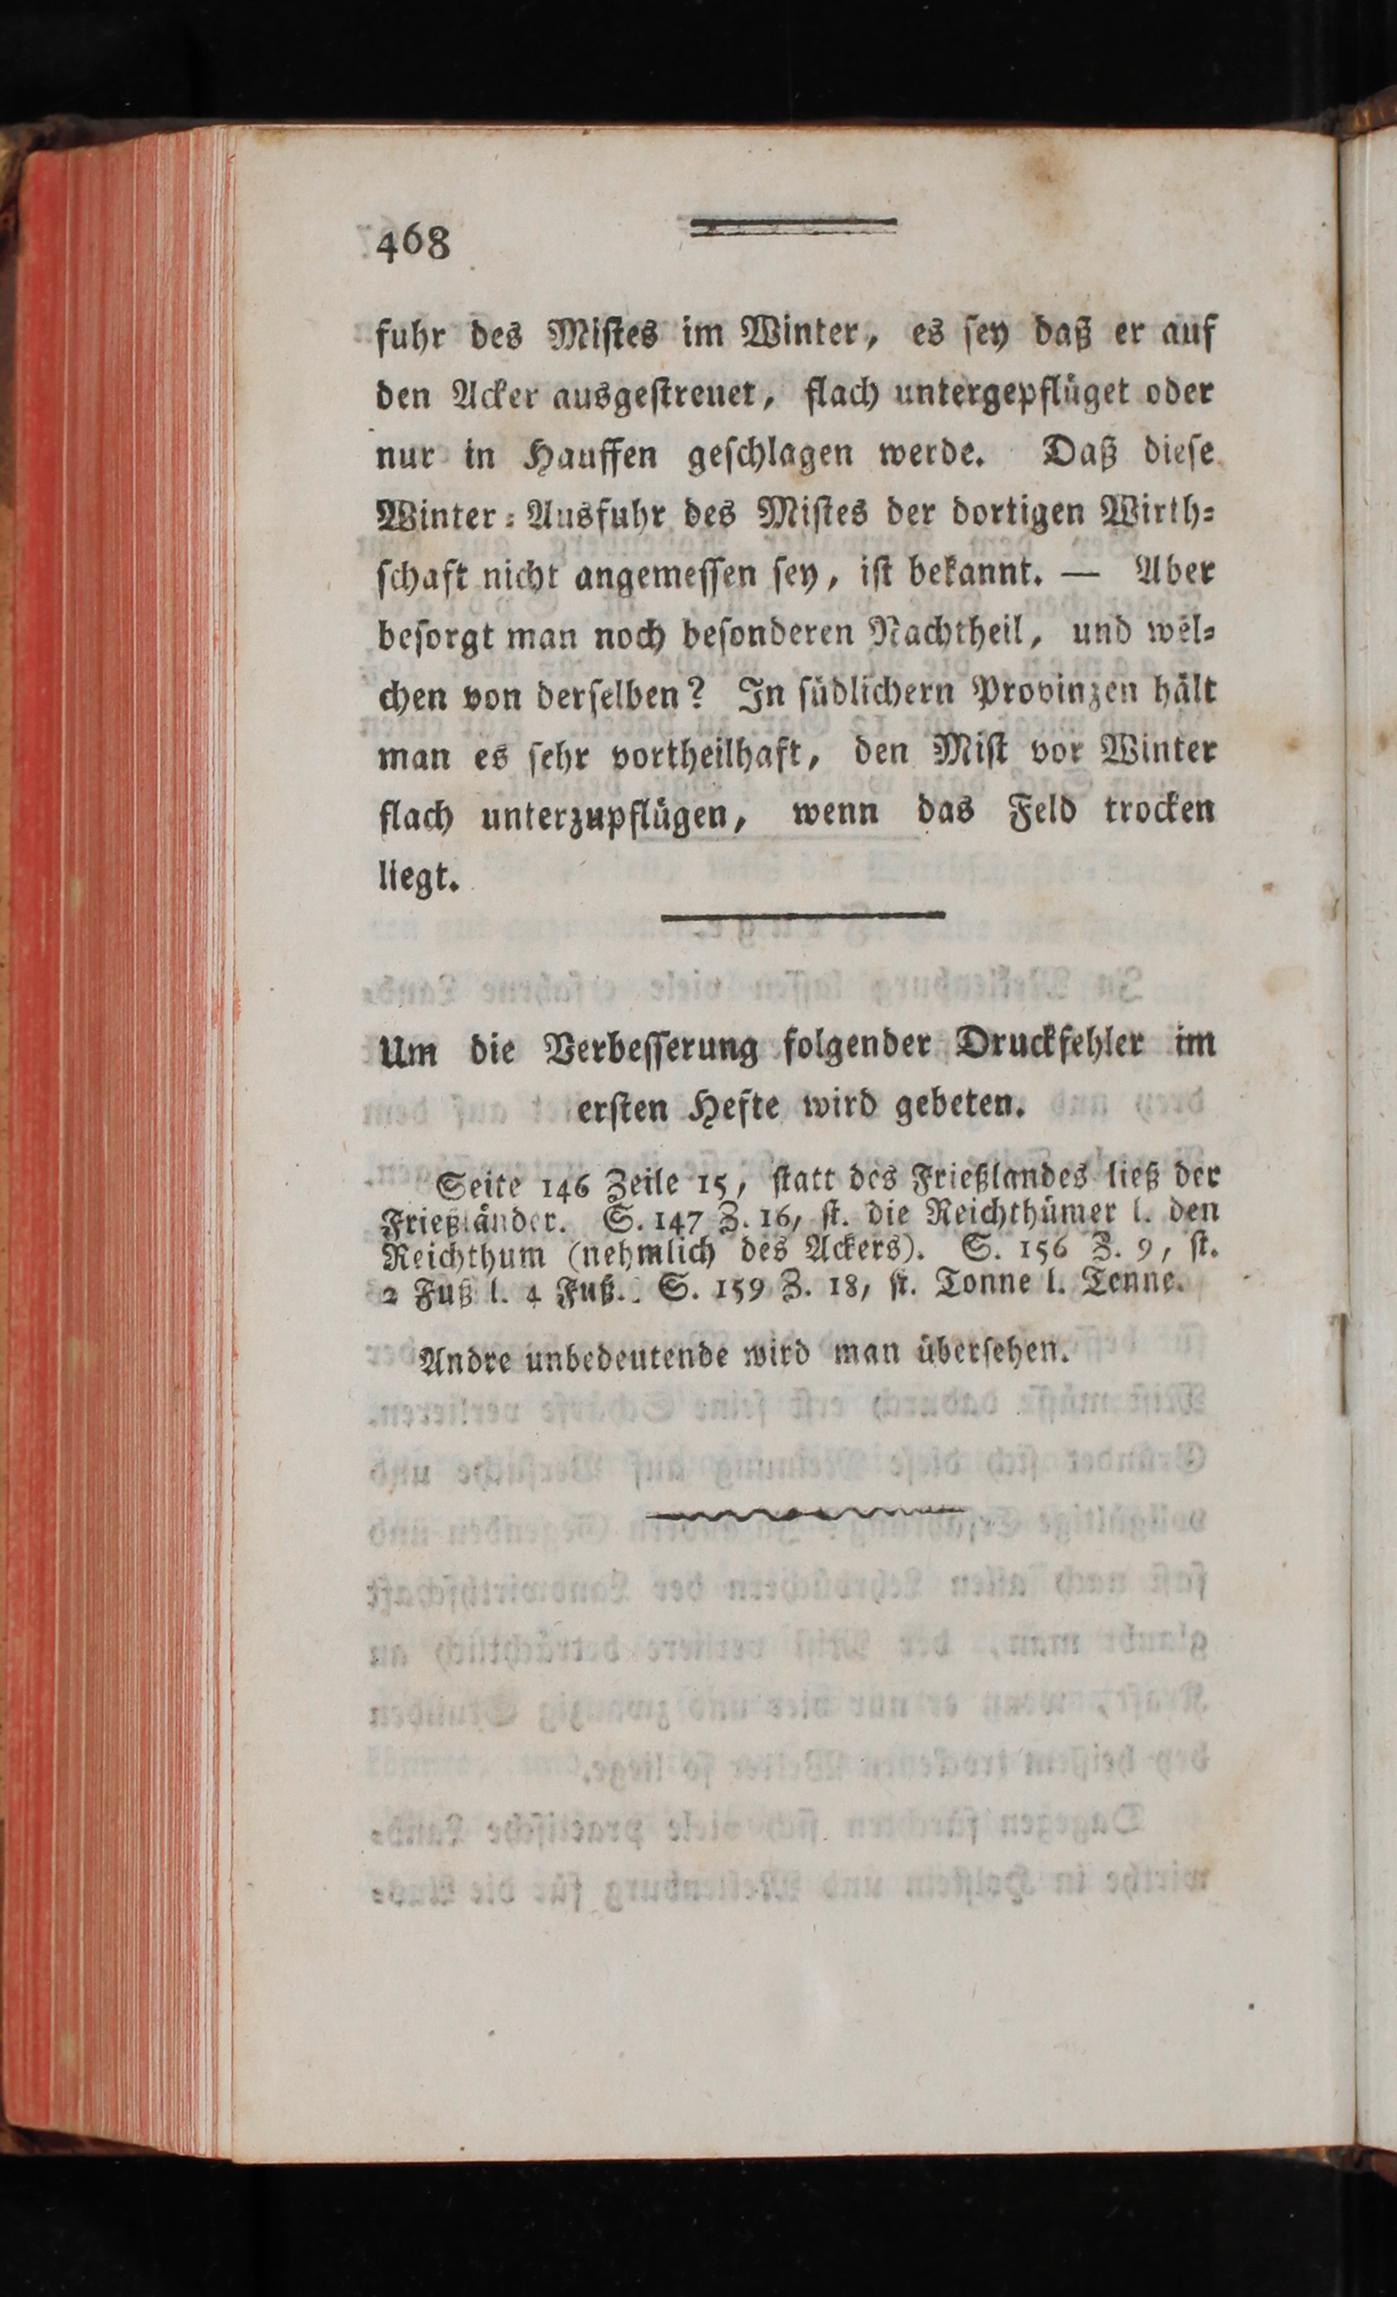 468
fuhr des Miſtes im Winter, es ſey daß er auf
den Acker ausgeſtreuet, flach untergepflüget oder
nur in Hauffen geſchlagen werde. Daß dieſe
Winter⸗Ausfuhr des Miſtes der dortigen Wirth⸗
ſchaft nicht angemeſſen ſey, iſt bekannt. — Aber
beſorgt man noch beſonderen Nachtheil, und wel⸗
chen von derſelben? In ſüdlichern Provinzen hält
man es ſehr vortheilhaft, den Miſt vor Winter
flach unterzupflügen, wenn das Feld trocken
liegt.
Um die Verbeſſerung folgender Druckfehler im
erſten Hefte wird gebeten.
Seite 146 Zeile 15, ſtatt des Frießlandes ließ der
Frießländer. S. 147 Z. 16, ſt. die Reichthümer l. den
Reichthum (nehmlich des Ackers). S. 156 Z. 9, ſt.
2 Fuß l. 4 Fuß. S. 159 Z. 18, ſt. Tonne l. Tenne.
Andre unbedeutende wird man überſehen.